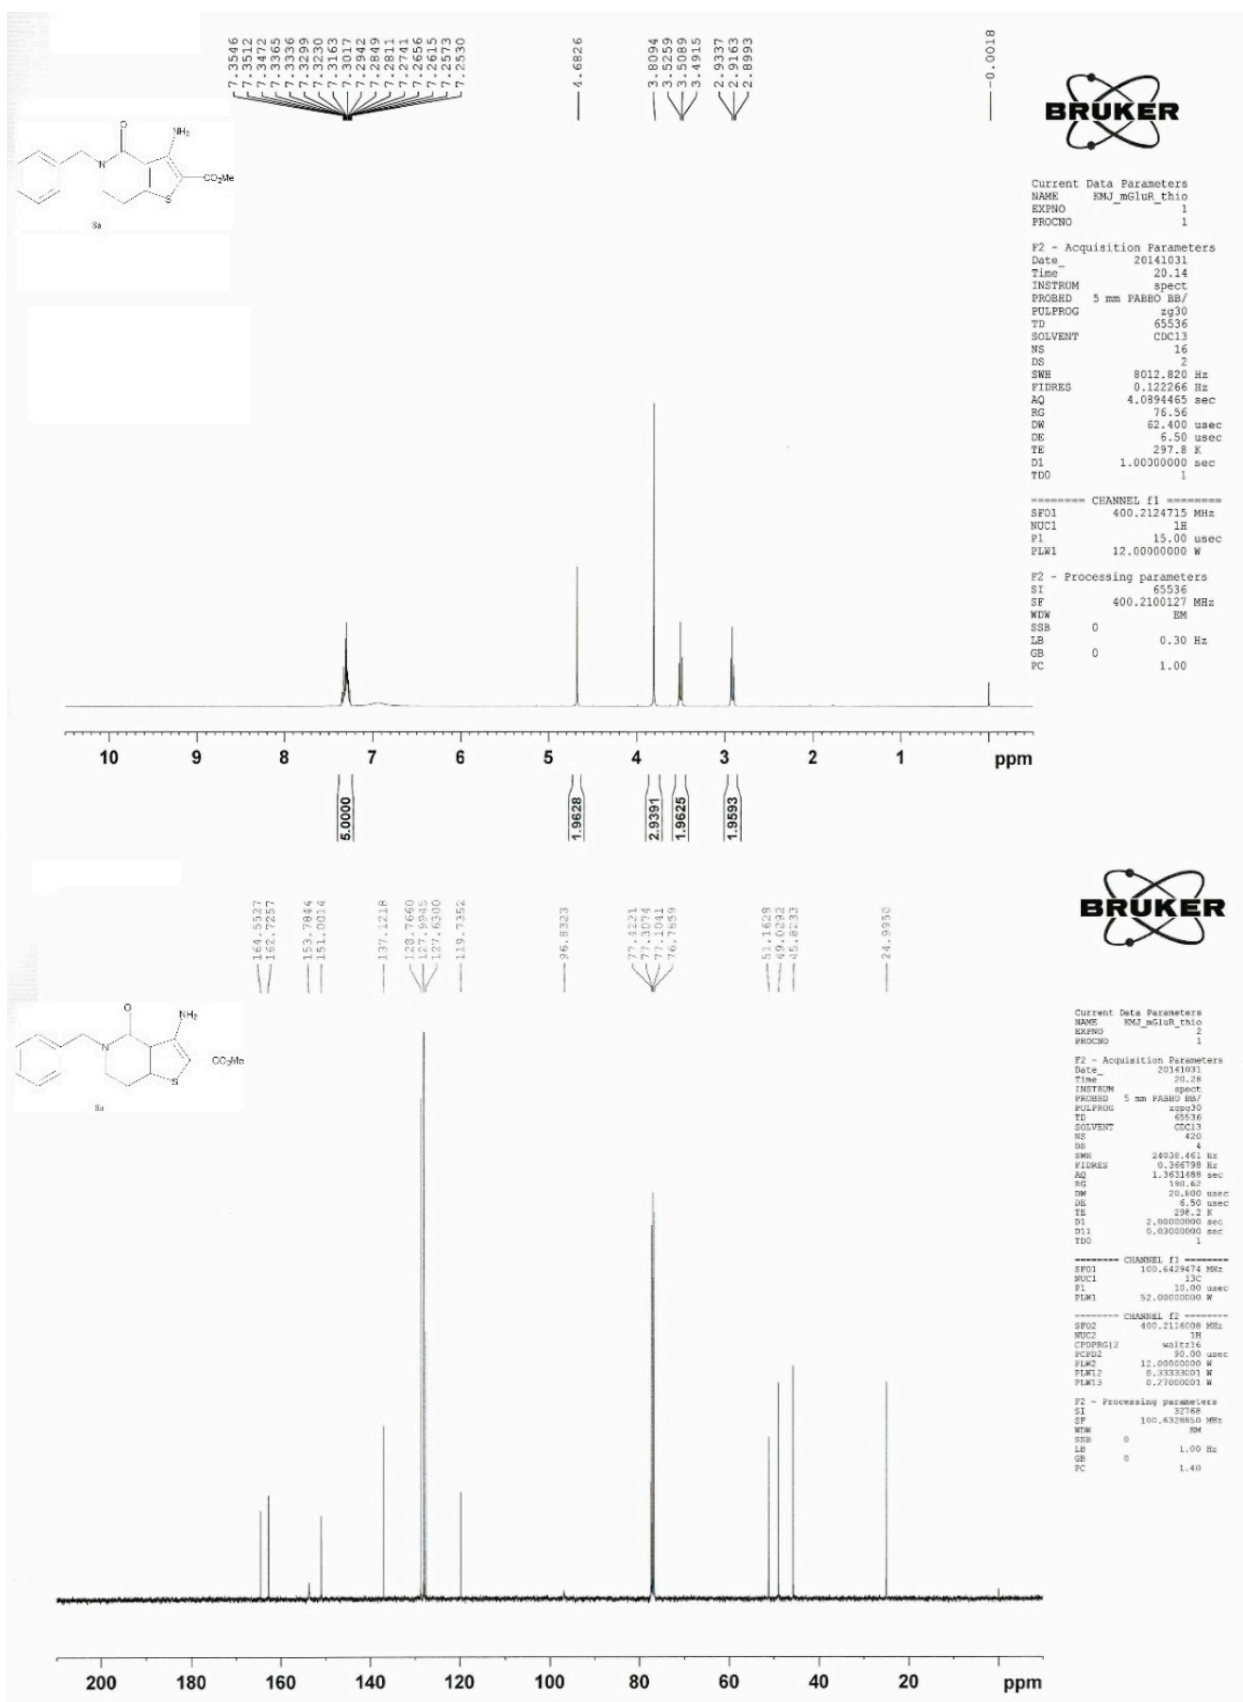 7.3546
7.3512
7.3472
7.3365
7.3336
7.3299
7.3230
7.3163
7.3017
7.2942
7.2849
7.2811
7.2741
7.2656
7.2615
7.2573
7.2530
4.6826
3.8094
3.5259
3.5089
3.4915
2.9337
2.9163
2.8993
-0.0018
BRUKER
O
NH2
N
CO2Me
S
8a
Current Data Parameters
NAME KMJ_mGluR_thio
EXPNO 1
PROCNO 1
F2 - Acquisition Parameters
Date_ 20141031
Time 20.14
INSTRUM spect
PROBHD 5 mm PABBO BB/
PULPROG zg30
TD 65536
SOLVENT CDCl3
NS 16
DS 2
SWH 8012.820 Hz
FIDRES 0.122266 Hz
AQ 4.0894465 sec
RG 76.56
DW 62.400 usec
DE 6.50 usec
TE 297.8 K
D1 1.00000000 sec
TD0 1
======== CHANNEL f1 ========
SFO1 400.2124715 MHz
NUC1 1H
P1 15.00 usec
PLW1 12.00000000 W
F2 - Processing parameters
SI 65536
SF 400.2100127 MHz
WDW EM
SSB 0
LB 0.30 Hz
GB 0
PC 1.00
10 9 8 7 6 5 4 3 2 1 ppm
5.0000
1.9628
2.9391
1.9625
1.9593
164.5527
162.7257
153.7846
151.0014
137.1218
128.7660
127.9945
127.6300
119.7352
96.8323
77.4231
77.3074
77.1041
76.7859
51.1628
49.0292
45.8233
24.9950
BRUKER
O
NH2
N
CO2Me
S
8a
Current Data Parameters
NAME KMJ_mGluR_thio
EXPNO 2
PROCNO 1
F2 - Acquisition Parameters
Date_ 20141031
Time 20.28
INSTRUM spect
PROBHD 5 mm PABBO BB/
PULPROG zgpg30
TD 65536
SOLVENT CDCl3
NS 420
DS 4
SWH 24038.461 Hz
FIDRES 0.366798 Hz
AQ 1.3631488 sec
RG 190.62
DW 20.800 usec
DE 6.50 usec
TE 298.2 K
D1 2.00000000 sec
D11 0.03000000 sec
TD0 1
======== CHANNEL f1 ========
SFO1 100.6429474 MHz
NUC1 13C
P1 10.00 usec
PLW1 52.00000000 W
======== CHANNEL f2 ========
SFO2 400.2116008 MHz
NUC2 1H
CPDPRG[2 waltz16
PCPD2 90.00 usec
PLW2 12.00000000 W
PLW12 0.33333001 W
PLW13 0.27000001 W
F2 - Processing parameters
SI 32768
SF 100.6328850 MHz
WDW EM
SSB 0
LB 1.00 Hz
GB 0
PC 1.40
200 180 160 140 120 100 80 60 40 20 ppm